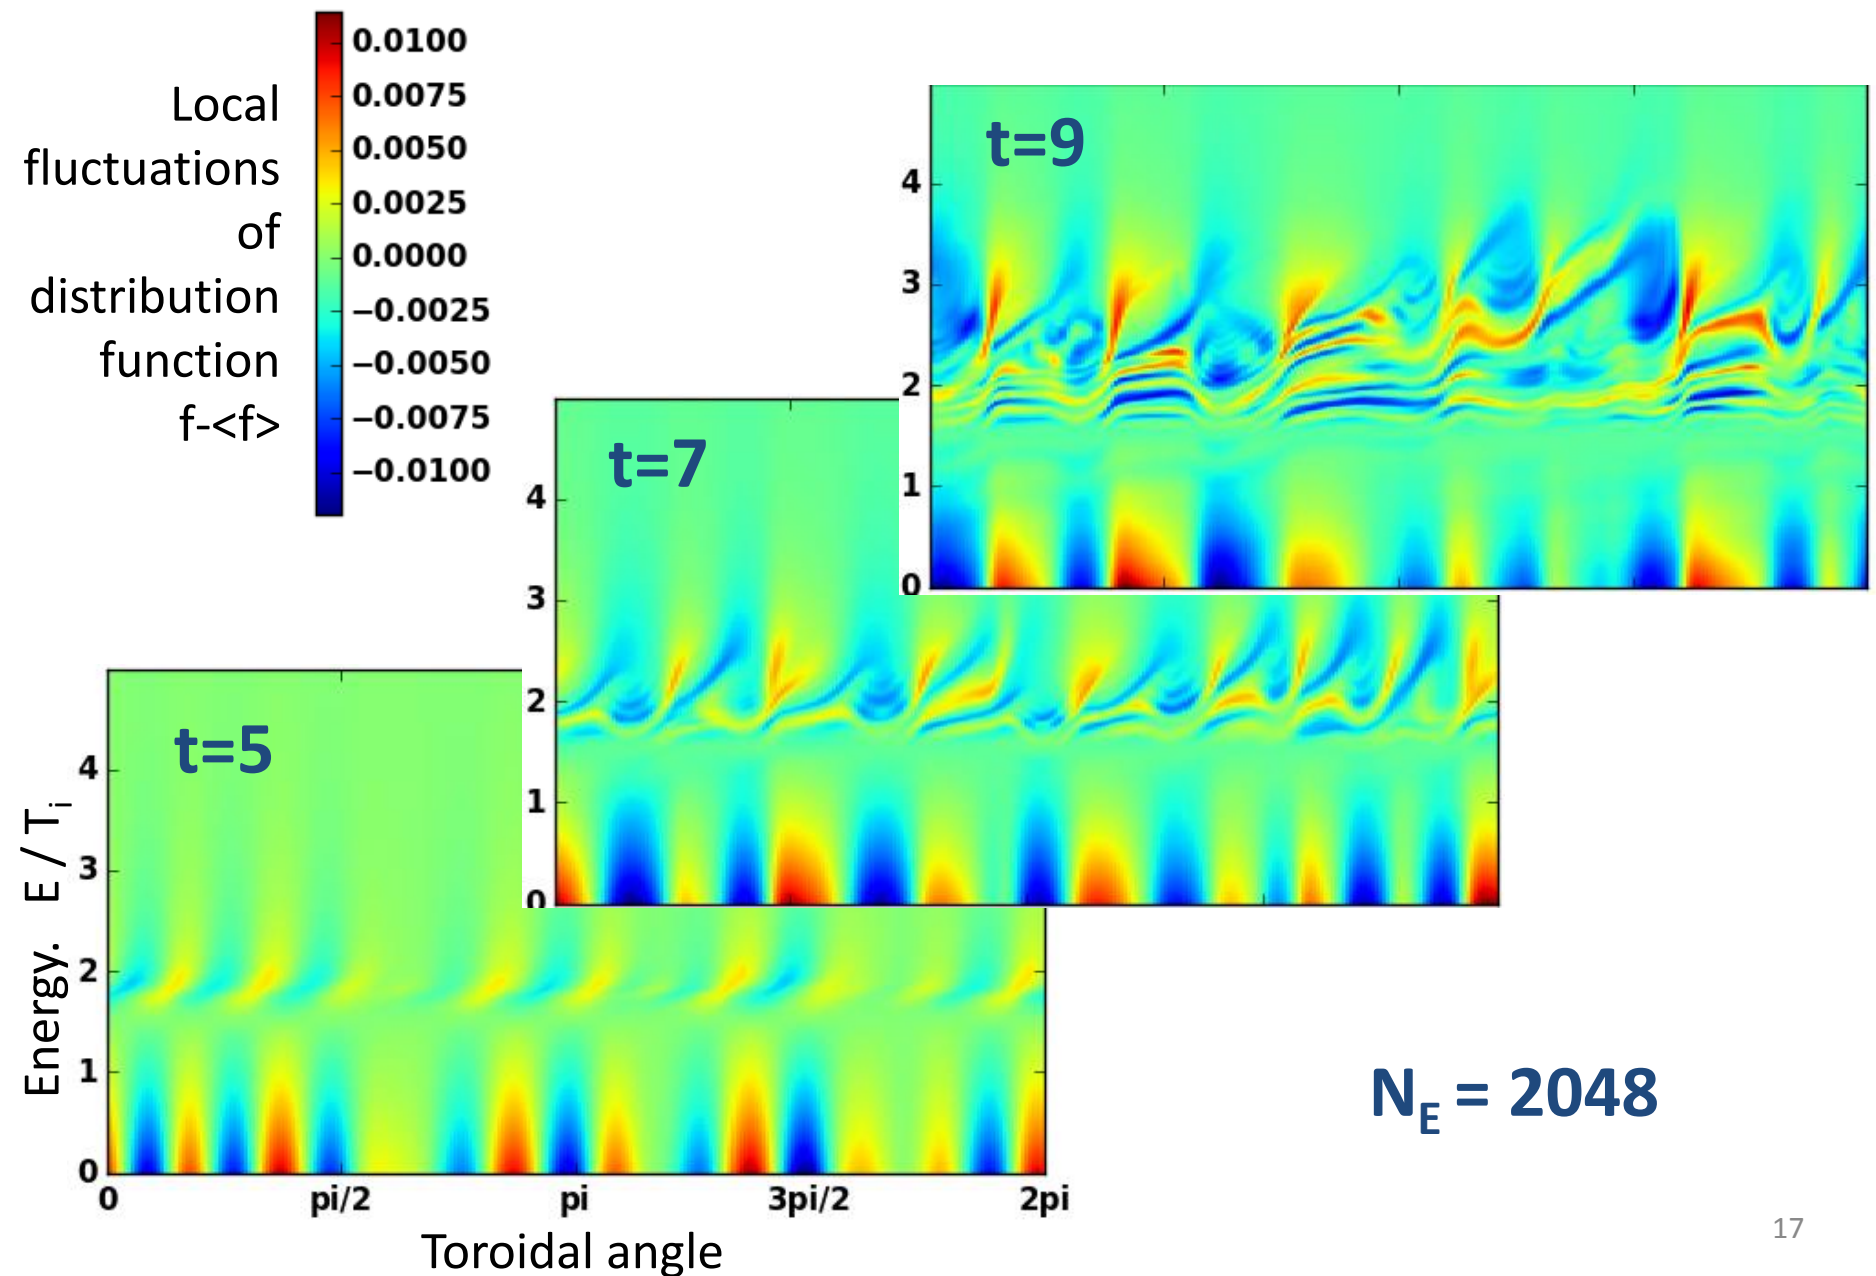 Local
fluctuations
of
distribution
function
f-<f>
0.0100
0.0075
0.0050
0.0025
0.0000
−0.0025
−0.0050
−0.0075
−0.0100
t=9
4
3
2
1
0
t=7
4
3
2
1
0
t=5
4
3
2
1
0
Energy. E / Ti
0 pi/2 pi 3pi/2 2pi
Toroidal angle
NE = 2048
17